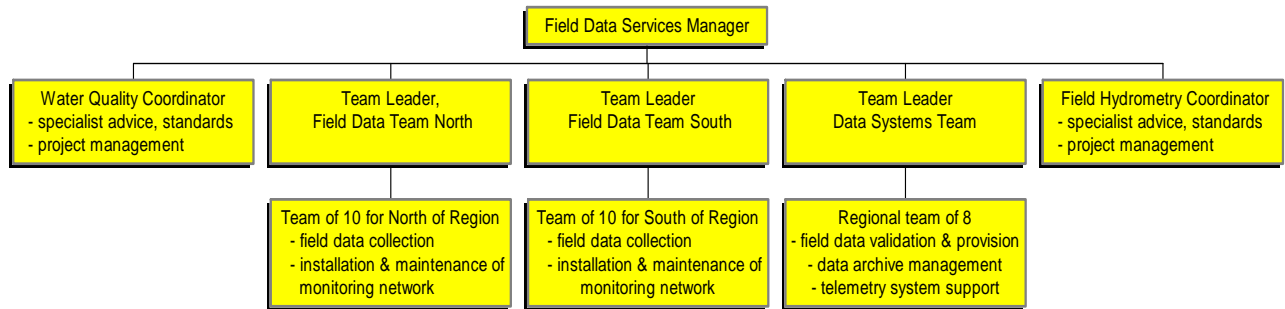 Field Data Services Manager
Water Quality Coordinator
- specialist advice, standards
- project management
Team Leader,
Field Data Team North
Team Leader
Field Data Team South
Team Leader
Data Systems Team
Field Hydrometry Coordinator
- specialist advice, standards
- project management
Team of 10 for North of Region
- field data collection
- installation & maintenance of
monitoring network
Team of 10 for South of Region
- field data collection
- installation & maintenance of
monitoring network
Regional team of 8
- field data validation & provision
- data archive management
- telemetry system support